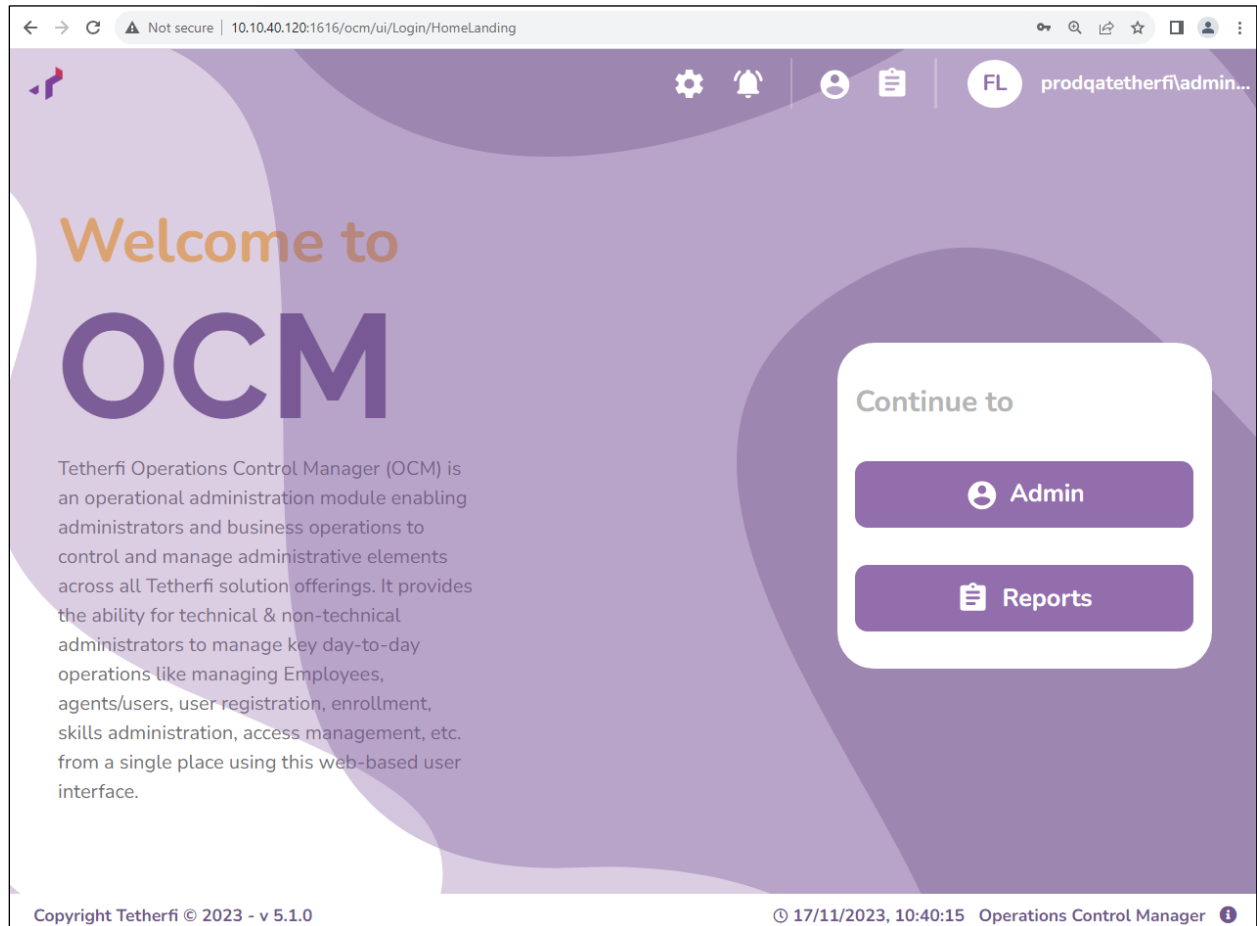 Not secure | 10.10.40.120:1616/ocm/ui/Login/HomeLanding
FL prodqatetherfi\admin...
Welcome to
OCM
Tetherfi Operations Control Manager (OCM) is
an operational administration module enabling
administrators and business operations to
control and manage administrative elements
across all Tetherfi solution offerings. It provides
the ability for technical & non-technical
administrators to manage key day-to-day
operations like managing Employees,
agents/users, user registration, enrollment,
skills administration, access management, etc.
from a single place using this web-based user
interface.
Continue to
Admin
Reports
Copyright Tetherfi © 2023 - v 5.1.0
17/11/2023, 10:40:15 Operations Control Manager